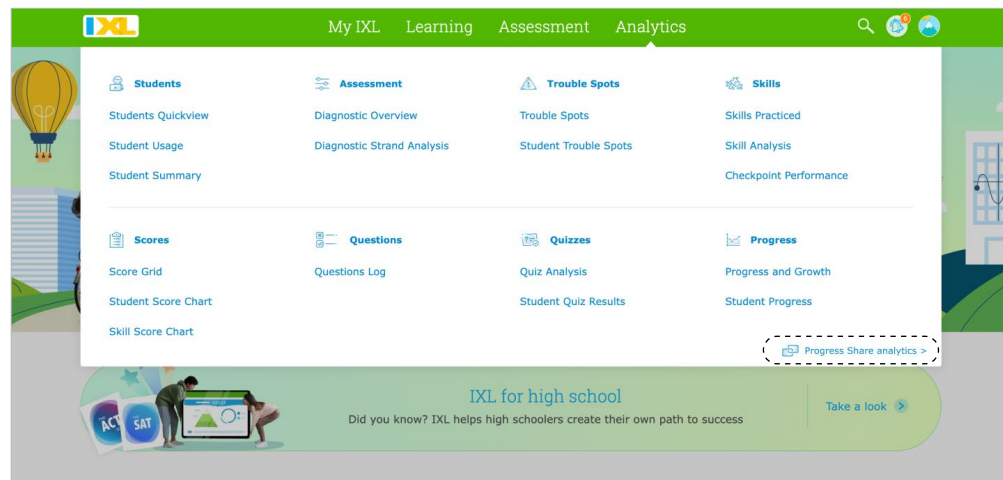 IXL
My IXL Learning Assessment Analytics
6
Students
Students Quickview
Student Usage
Student Summary
Assessment
Diagnostic Overview
Diagnostic Strand Analysis
Trouble Spots
Trouble Spots
Student Trouble Spots
Skills
Skills Practiced
Skill Analysis
Checkpoint Performance
Scores
Score Grid
Student Score Chart
Skill Score Chart
Questions
Questions Log
Quizzes
Quiz Analysis
Student Quiz Results
Progress
Progress and Growth
Student Progress
Progress Share analytics >
ACT
SAT
IXL for high school
Did you know? IXL helps high schoolers create their own path to success
Take a look >